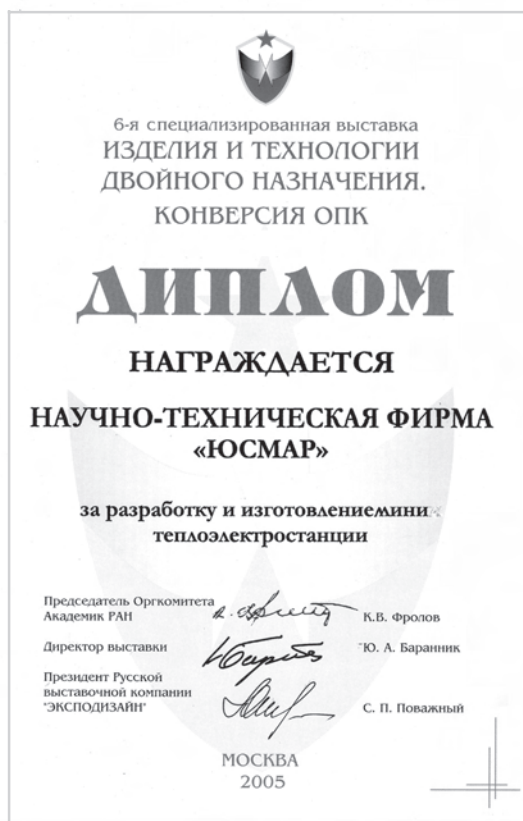 6-я специализированная выставка
ИЗДЕЛИЯ И ТЕХНОЛОГИИ
ДВОЙНОГО НАЗНАЧЕНИЯ.
КОНВЕРСИЯ ОПК
ДИПЛОМ
НАГРАЖДАЕТСЯ
НАУЧНО-ТЕХНИЧЕСКАЯ ФИРМА
«ЮСМАР»
за разработку и изготовлениемини
теплоэлектростанции
Председатель Оргкомитета
Академик РАН К.В. Фролов
Директор выставки Ю. А. Баранник
Президент Русской
выставочной компании
"ЭКСПОДИЗАЙН" С. П. Поважный
МОСКВА
2005